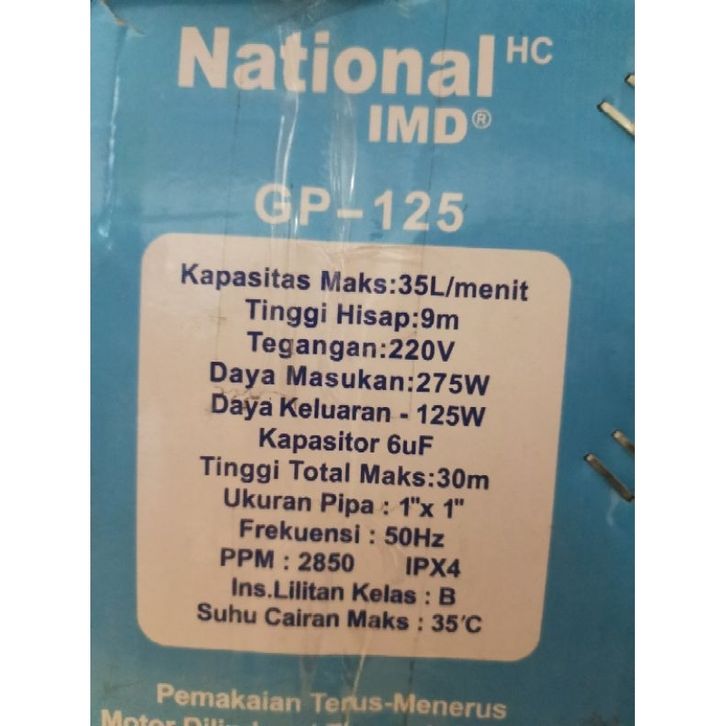 National HC
IMD®
GP-125
Kapasitas Maks:35L/menit
Tinggi Hisap:9m
Tegangan:220V
Daya Masukan:275W
Daya Keluaran - 125W
Kapasitor 6uF
Tinggi Total Maks:30m
Ukuran Pipa : 1"x 1"
Frekuensi : 50Hz
PPM : 2850 IPX4
Ins.Lilitan Kelas : B
Suhu Cairan Maks : 35'C
Pemakaian Terus-Menerus
Motor